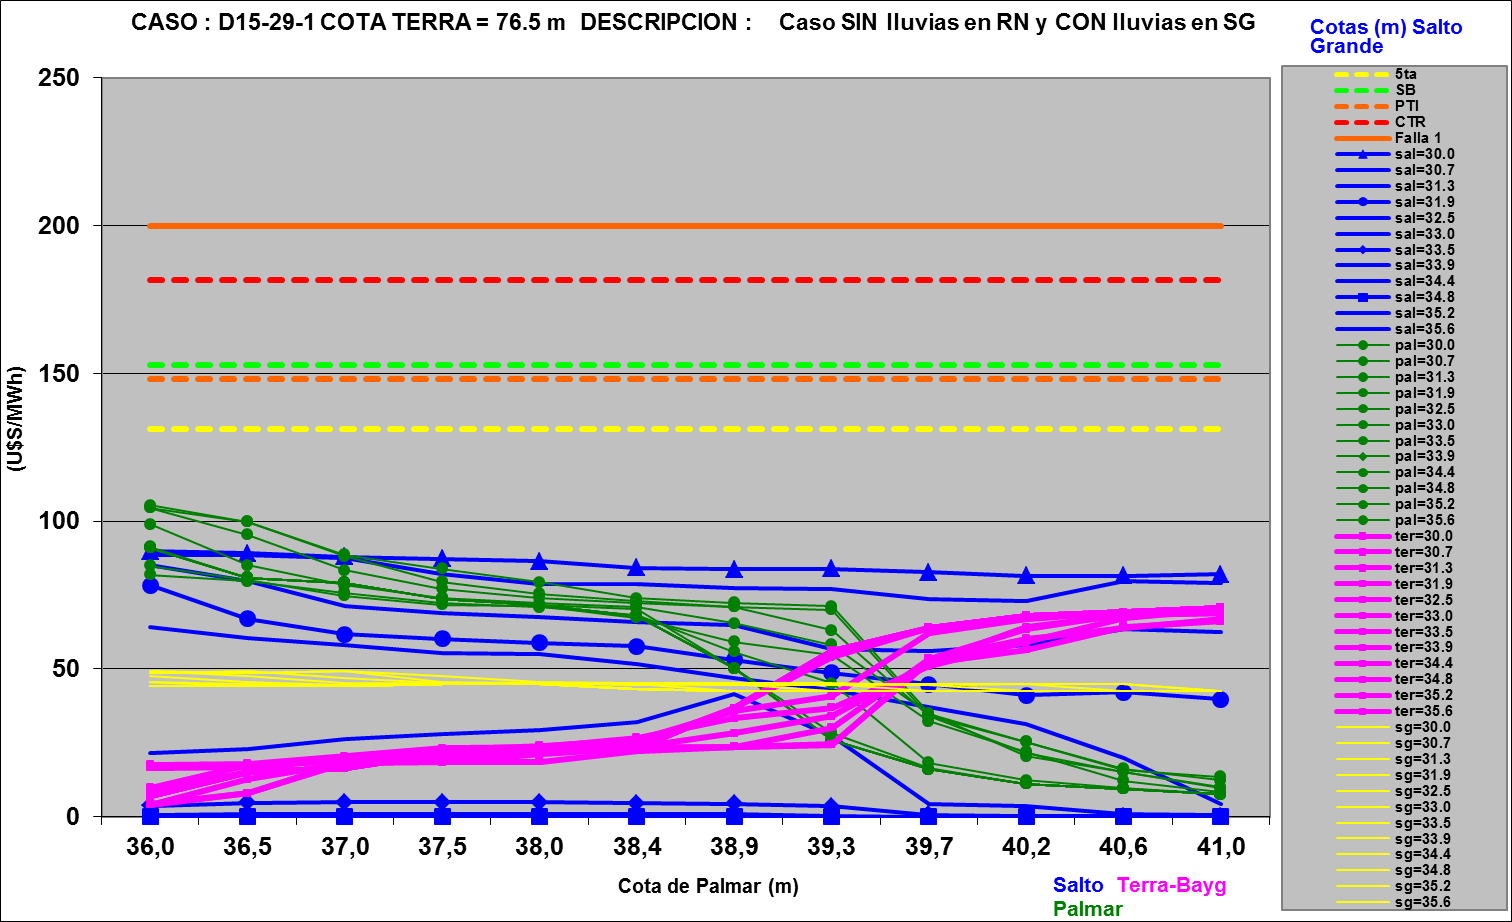 CASO : D15-29-1 COTA TERRA = 76.5 m DESCRIPCION : Caso SIN lluvias en RN y CON lluvias en SG
Cotas (m) Salto
Grande
250
200
150
100
50
0
(U$S/MWh)
36,0 36,5 37,0 37,5 38,0 38,4 38,9 39,3 39,7 40,2 40,6 41,0
Cota de Palmar (m)
Salto Terra-Bayg
Palmar
5ta
SB
PTI
CTR
Falla 1
sal=30.0
sal=30.7
sal=31.3
sal=31.9
sal=32.5
sal=33.0
sal=33.5
sal=33.9
sal=34.4
sal=34.8
sal=35.2
sal=35.6
pal=30.0
pal=30.7
pal=31.3
pal=31.9
pal=32.5
pal=33.0
pal=33.5
pal=33.9
pal=34.4
pal=34.8
pal=35.2
pal=35.6
ter=30.0
ter=30.7
ter=31.3
ter=31.9
ter=32.5
ter=33.0
ter=33.5
ter=33.9
ter=34.4
ter=34.8
ter=35.2
ter=35.6
sg=30.0
sg=30.7
sg=31.3
sg=31.9
sg=32.5
sg=33.0
sg=33.5
sg=33.9
sg=34.4
sg=34.8
sg=35.2
sg=35.6